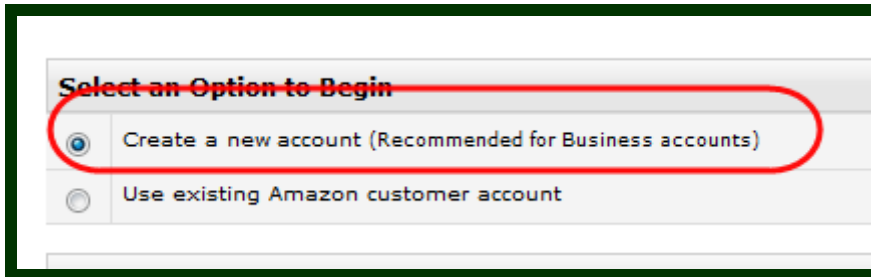 Select an Option to Begin
Create a new account (Recommended for Business accounts)
Use existing Amazon customer account